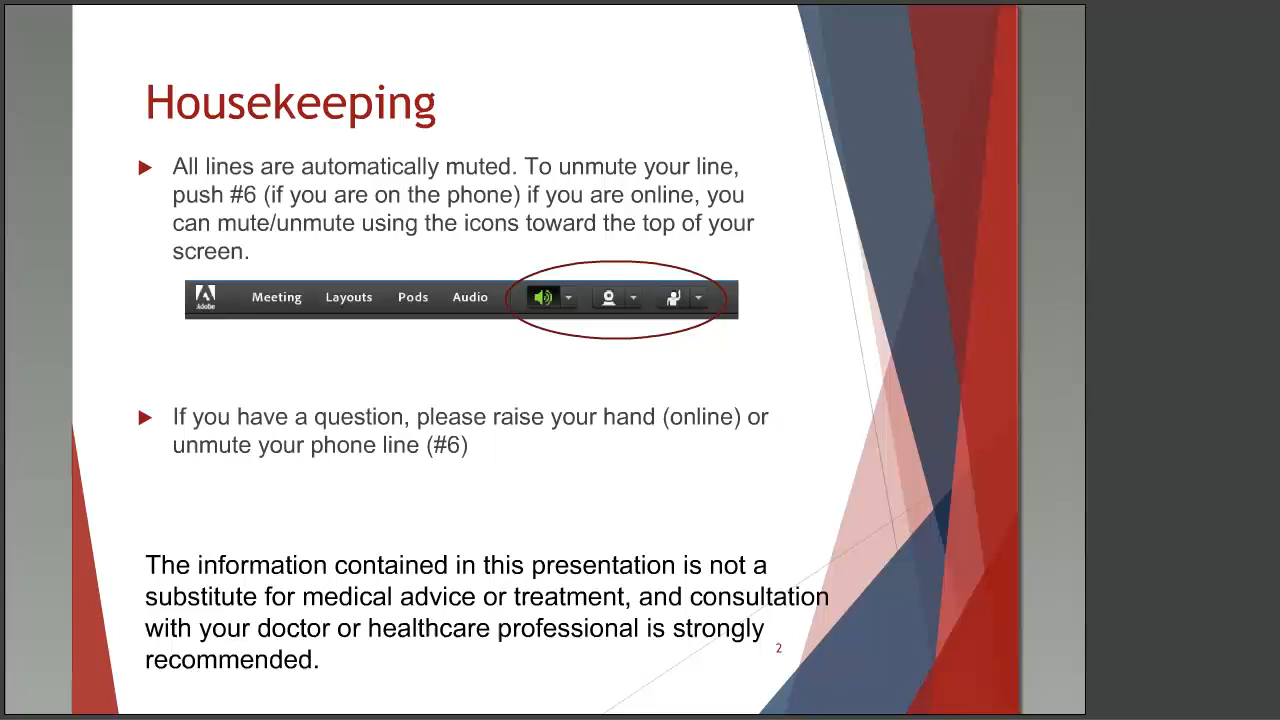 Housekeeping
All lines are automatically muted. To unmute your line,
push #6 (if you are on the phone) if you are online, you
can mute/unmute using the icons toward the top of your
screen.
Adobe Meeting Layouts Pods Audio
If you have a question, please raise your hand (online) or
unmute your phone line (#6)
The information contained in this presentation is not a
substitute for medical advice or treatment, and consultation
with your doctor or healthcare professional is strongly
recommended.
2